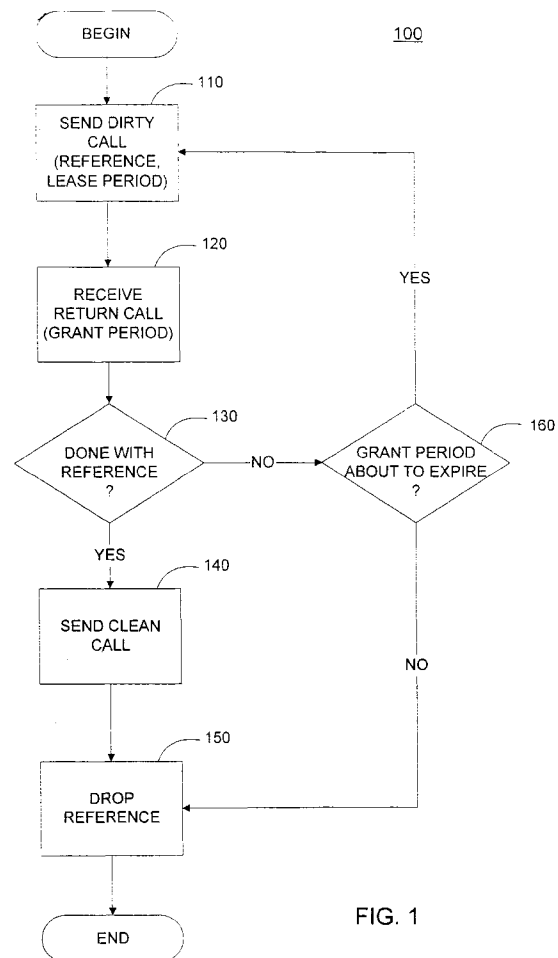 BEGIN
100
110
SEND DIRTY
CALL
(REFERENCE,
LEASE PERIOD)
120
RECEIVE
RETURN CALL
(GRANT PERIOD)
YES
130
DONE WITH
REFERENCE
?
NO
160
GRANT PERIOD
ABOUT TO EXPIRE
?
YES
140
SEND CLEAN
CALL
NO
150
DROP
REFERENCE
END
FIG. 1